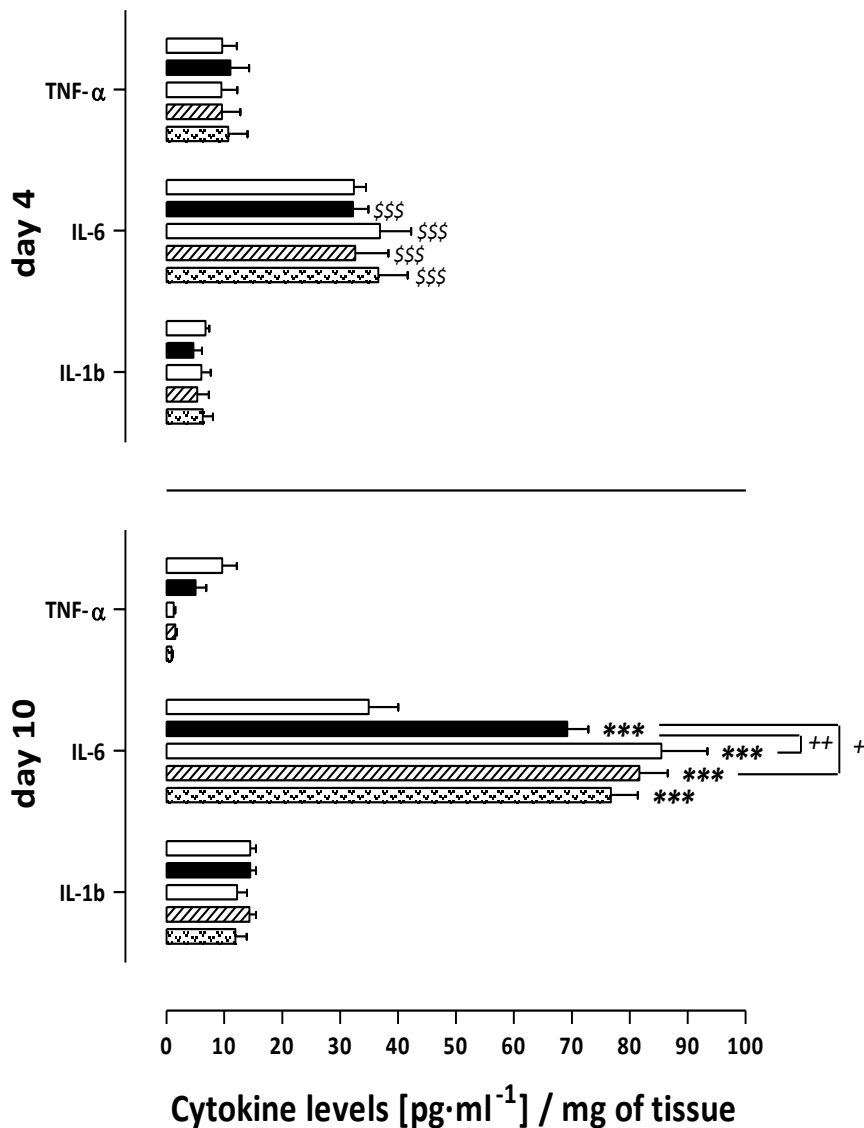 day 4
TNF-α
IL-6
$$$
$$$
$$$
$$$
IL-1b
day 10
TNF-α
IL-6
***
***
***
***
++
+
IL-1b
0 10 20 30 40 50 60 70 80 90 100
Cytokine levels [pg·ml⁻¹] / mg of tissue